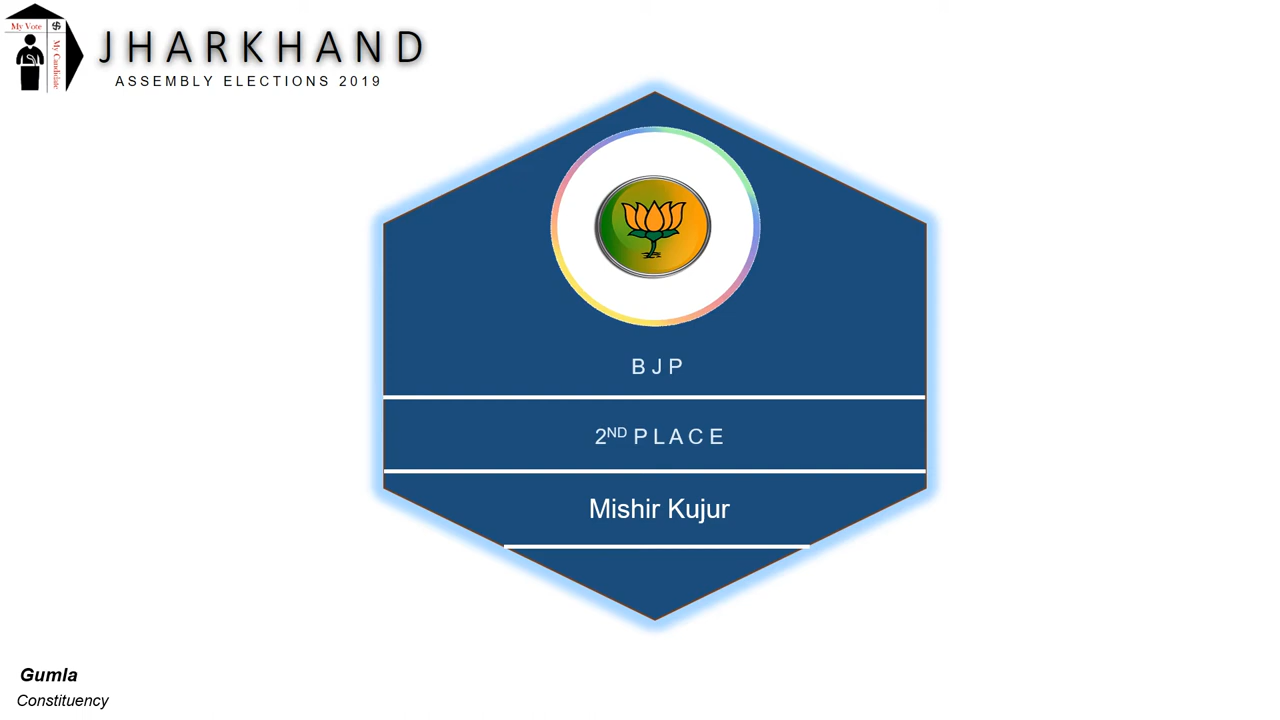 My Vote
My Candidate
JHARKHAND
ASSEMBLY ELECTIONS 2019
BJP
2ND PLACE
Mishir Kujur
Gumla
Constituency